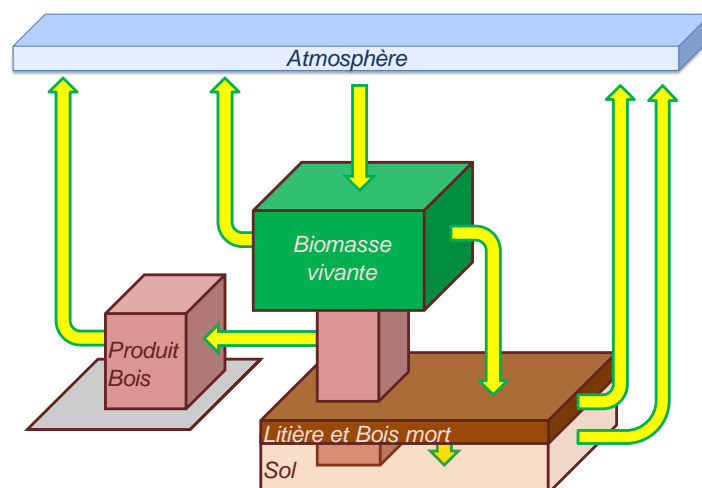 Atmosphère
Biomasse
vivante
Produit
Bois
Litière et Bois mort
Sol